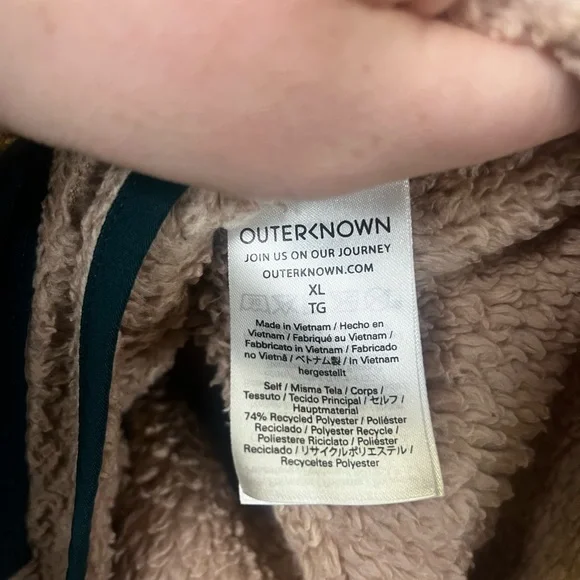 OUTERKNOWN
JOIN US ON OUR JOURNEY
OUTERKNOWN.COM
XL
TG
Made in Vietnam / Hecho en
Vietnam / Fabriqué au Vietnam /
Fabbricato in Vietnam / Fabricado
no Vietnã / ベトナム製 / In Vietnam
hergestellt
Self / Misma Tela / Corps /
Tessuto / Tecido Principal / セルフ /
Hauptmaterial
74% Recycled Polyester / Poliéster
Reciclado / Polyester Recycle /
Poliestere Riciclato / Poliéster
Reciclado / リサイクルポリエステル /
Recyceltes Polyester